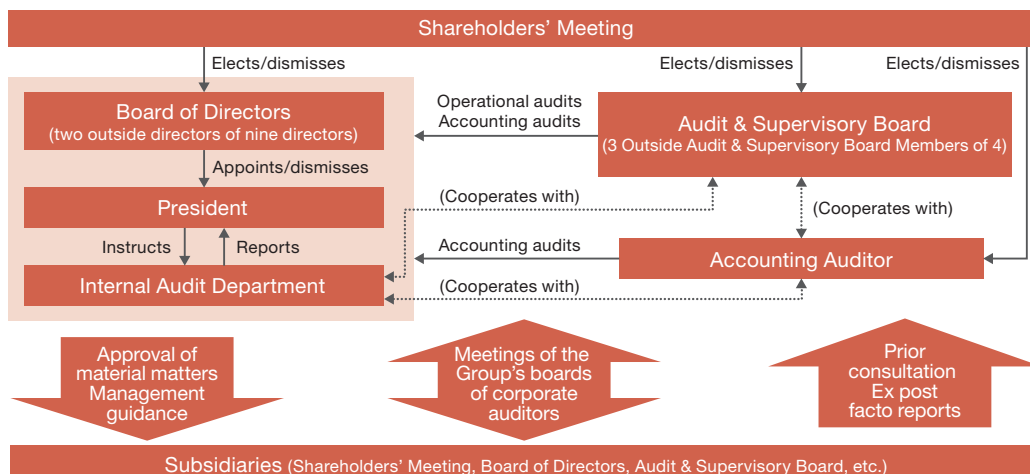 Shareholders' Meeting
Elects/dismisses
Elects/dismisses
Elects/dismisses
Board of Directors
(two outside directors of nine directors)
Operational audits
Accounting audits
Audit & Supervisory Board
(3 Outside Audit & Supervisory Board Members of 4)
Appoints/dismisses
President
(Cooperates with)
(Cooperates with)
Instructs
Reports
Accounting audits
Accounting Auditor
Internal Audit Department
(Cooperates with)
Approval of
material matters
Management
guidance
Meetings of the
Group's boards
of corporate
auditors
Prior
consultation
Ex post
facto reports
Subsidiaries (Shareholders' Meeting, Board of Directors, Audit & Supervisory Board, etc.)